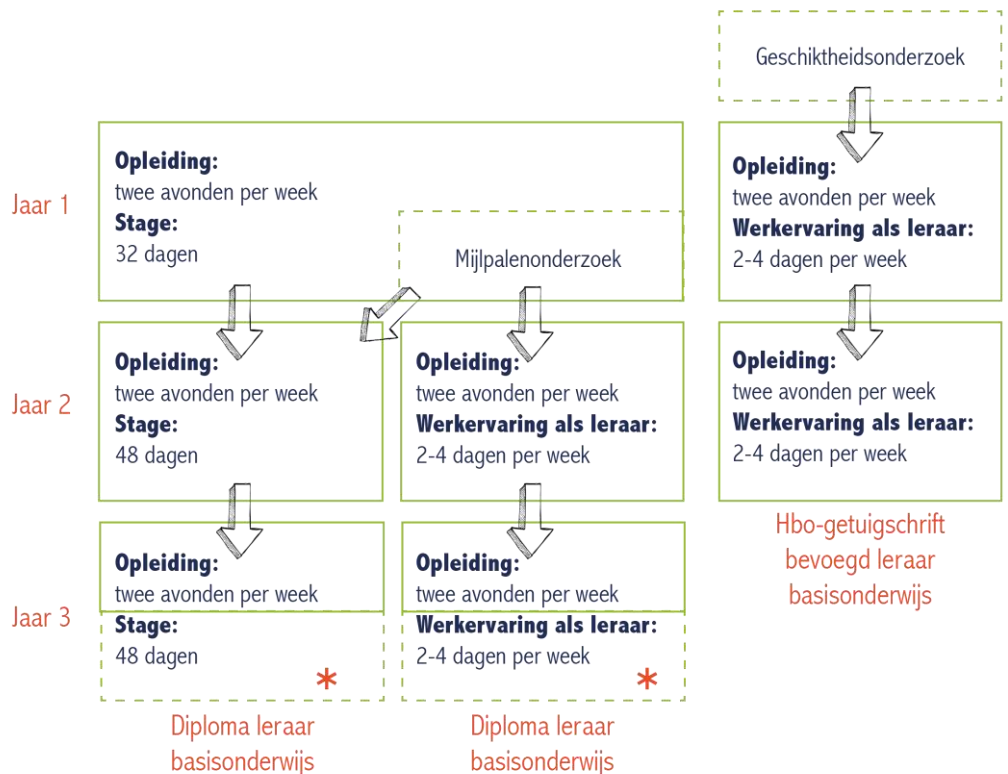 Geschiktheidsonderzoek
Jaar 1
Opleiding:
twee avonden per week
Stage:
32 dagen
Mijlpalenonderzoek
Opleiding:
twee avonden per week
Werkervaring als leraar:
2-4 dagen per week
Jaar 2
Opleiding:
twee avonden per week
Stage:
48 dagen
Opleiding:
twee avonden per week
Werkervaring als leraar:
2-4 dagen per week
Opleiding:
twee avonden per week
Werkervaring als leraar:
2-4 dagen per week
Jaar 3
Opleiding:
twee avonden per week
Stage:
48 dagen
*
Opleiding:
twee avonden per week
Werkervaring als leraar:
2-4 dagen per week
*
Hbo-getuigschrift
bevoegd leraar
basisonderwijs
Diploma leraar
basisonderwijs
Diploma leraar
basisonderwijs